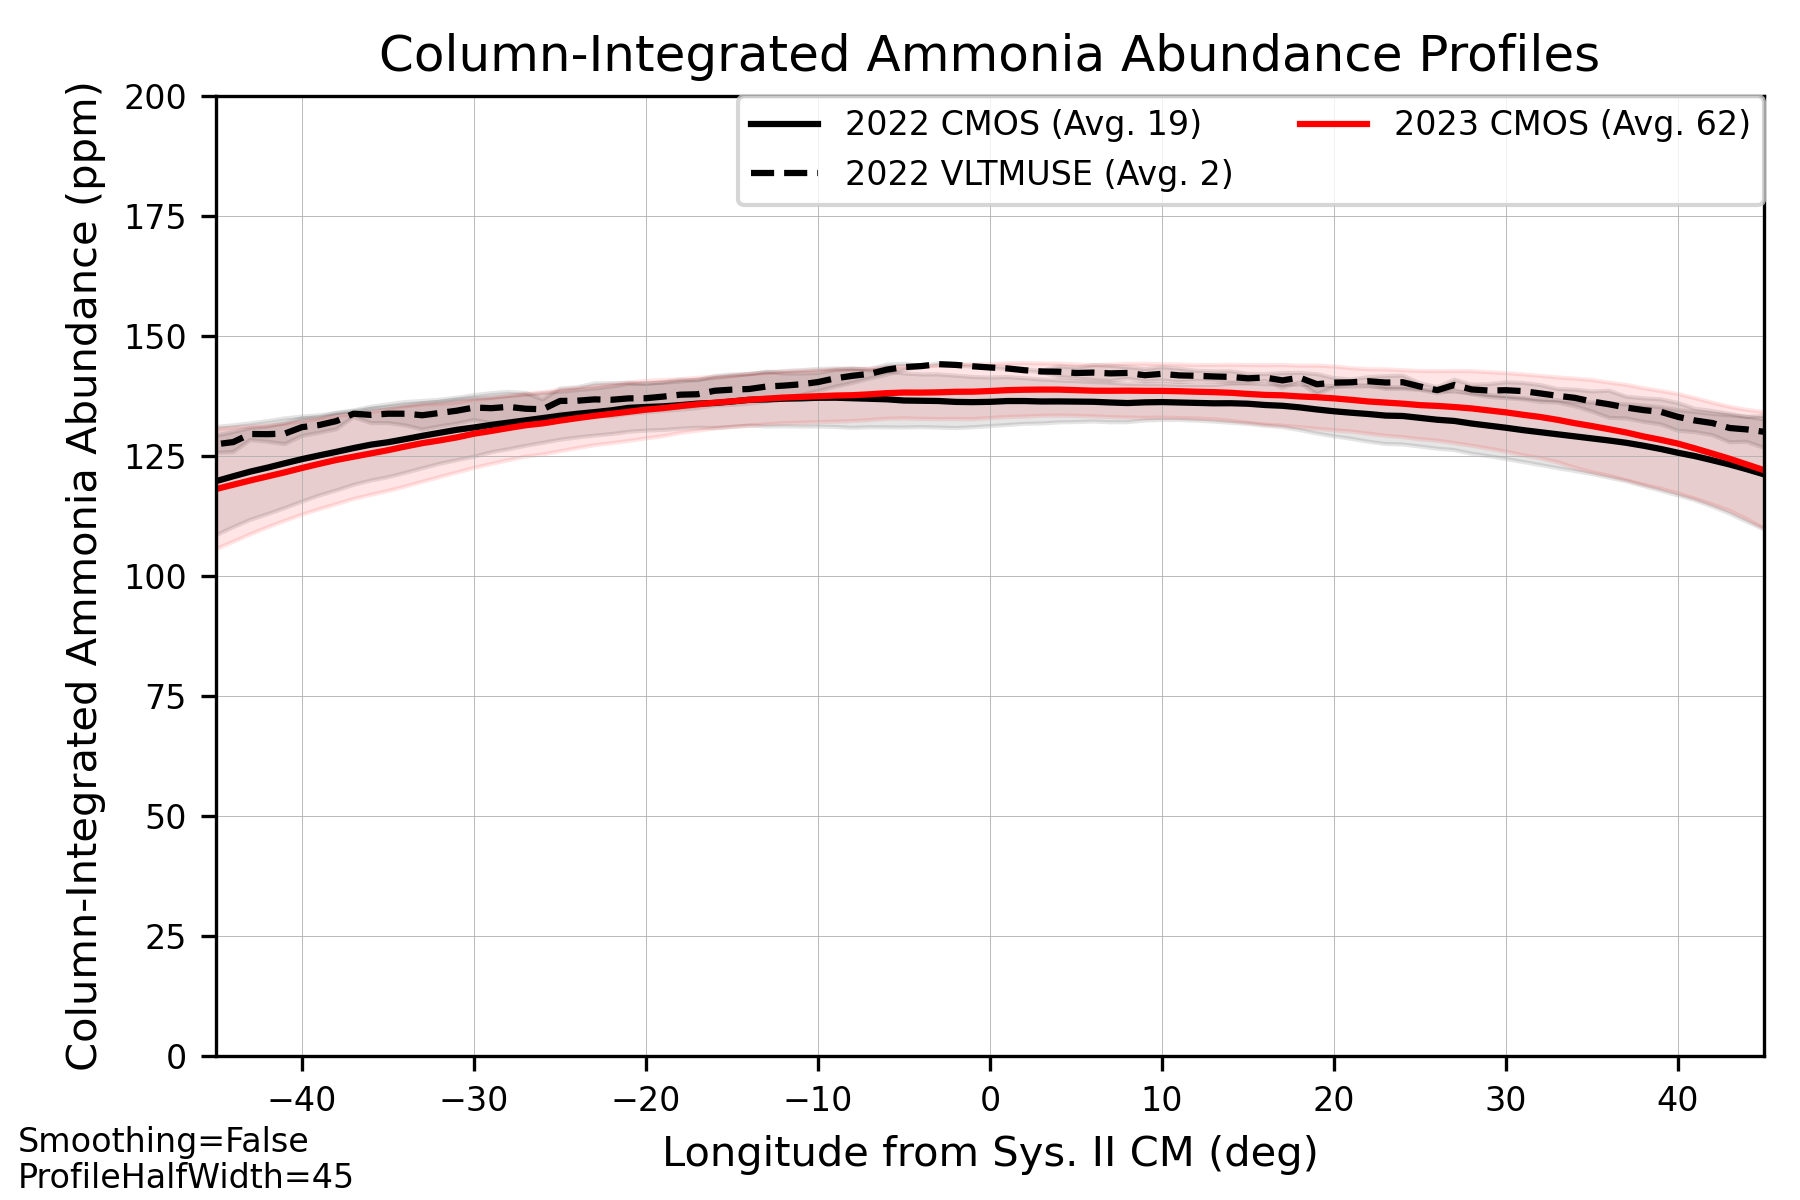 Column-Integrated Ammonia Abundance Profiles
2022 CMOS (Avg. 19)
2022 VLTMUSE (Avg. 2)
2023 CMOS (Avg. 62)
Column-Integrated Ammonia Abundance (ppm)
200
175
150
125
100
75
50
25
0
−40 −30 −20 −10 0 10 20 30 40
Longitude from Sys. II CM (deg)
Smoothing=False
ProfileHalfWidth=45